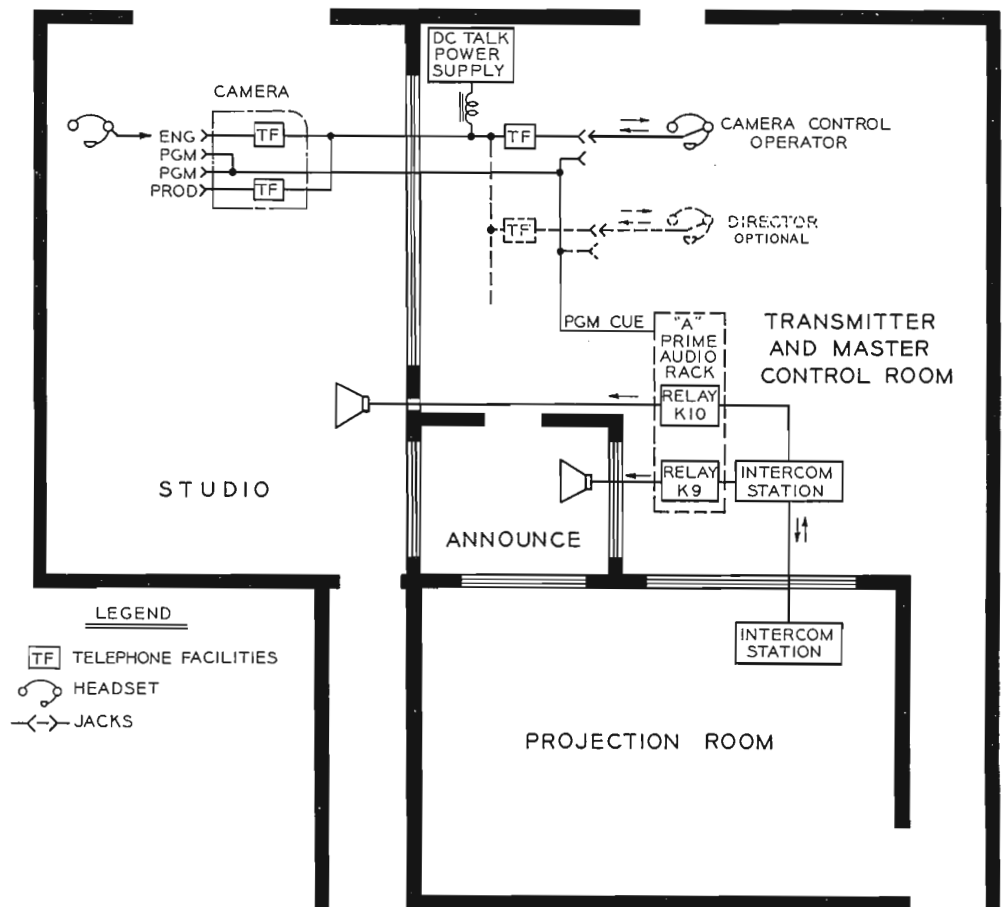 DC TALK
POWER
SUPPLY
CAMERA
ENG
TF
PGM
PGM
PROD
TF
TF
CAMERA CONTROL
OPERATOR
TF
DIRECTOR
OPTIONAL
PGM CUE
"A"
PRIME
AUDIO
RACK
TRANSMITTER
AND MASTER
CONTROL ROOM
RELAY
K10
RELAY
K9
INTERCOM
STATION
STUDIO
ANNOUNCE
LEGEND
TF TELEPHONE FACILITIES
HEADSET
JACKS
INTERCOM
STATION
PROJECTION ROOM